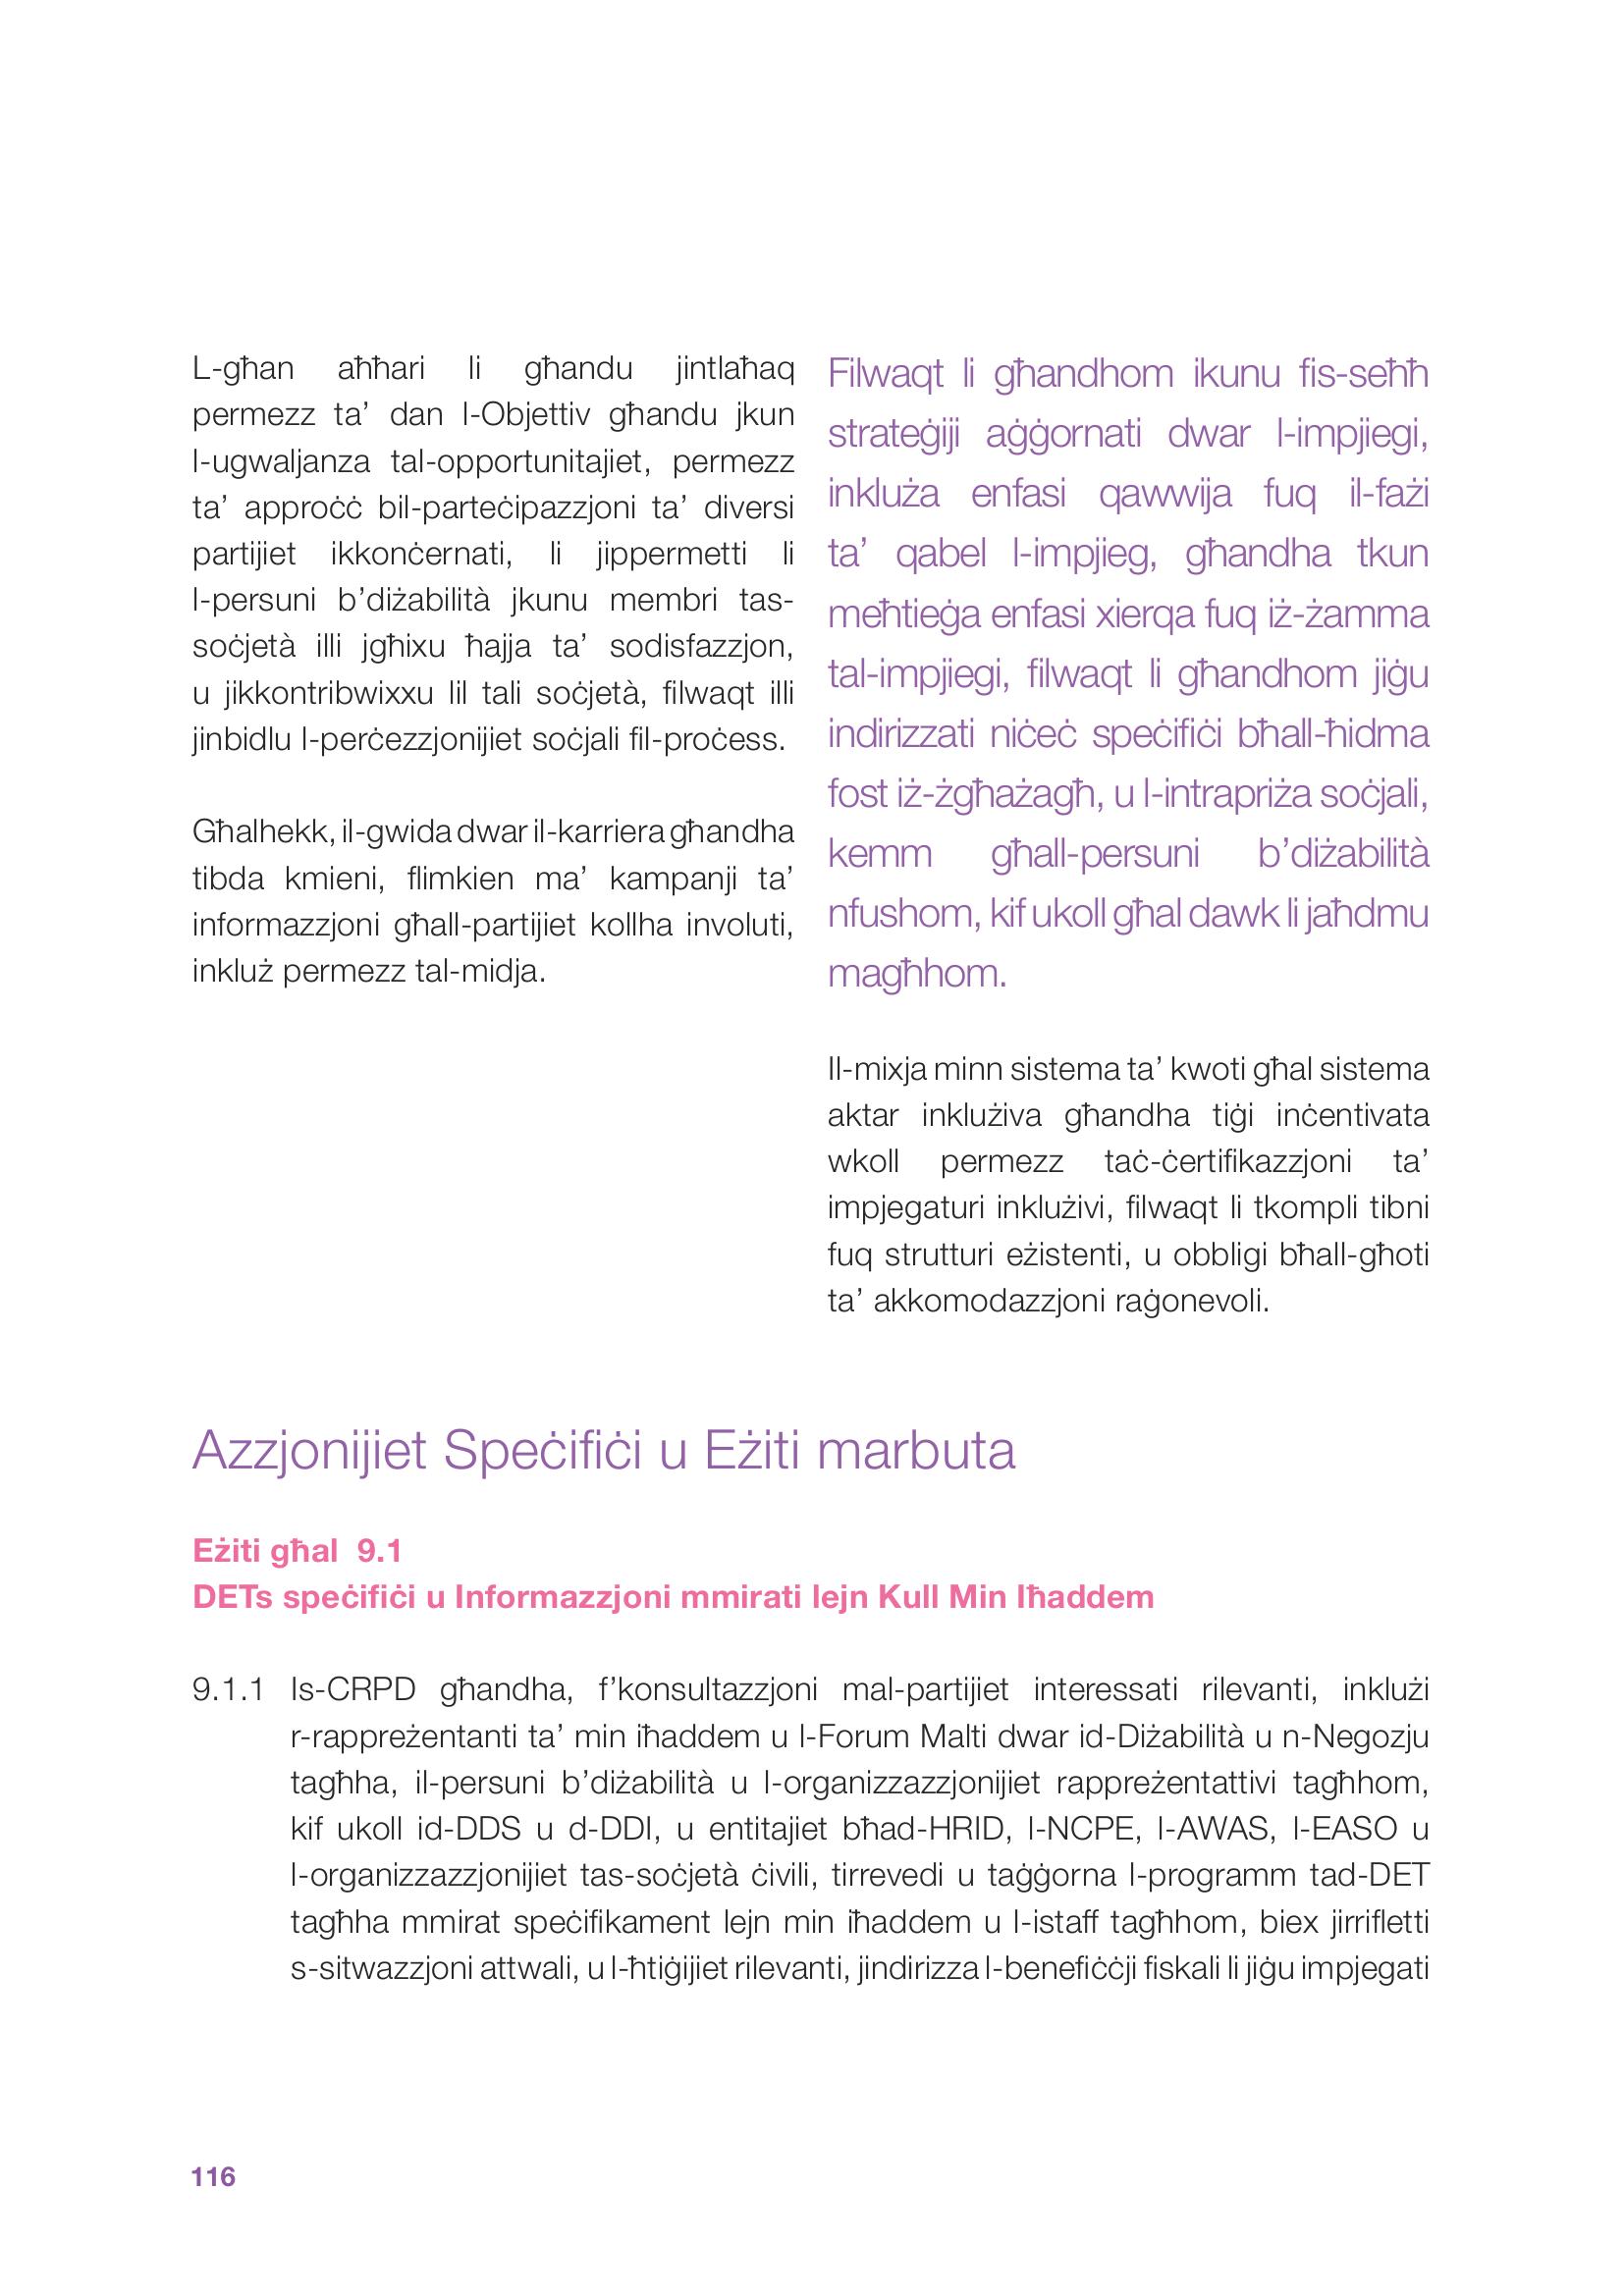 L-għan aħħari li għandu jintlaħaq
permezz ta’ dan l-Objettiv għandu jkun
l-ugwaljanza tal-opportunitajiet, permezz
ta’ approċċ bil-parteċipazzjoni ta’ diversi
partijiet ikkonċernati, li jippermetti li
l-persuni b’diżabilità jkunu membri tas-
soċjetà illi jgħixu ħajja ta’ sodisfazzjon,
u jikkontribwixxu lil tali soċjetà, filwaqt illi
jinbidlu l-perċezzjonijiet soċjali fil-proċess.
Għalhekk, il-gwida dwar il-karriera għandha
tibda kmieni, flimkien ma’ kampanji ta’
informazzjoni għall-partijiet kollha involuti,
inkluż permezz tal-midja.
Filwaqt li għandhom ikunu fis-seħħ
strateġiji aġġornati dwar l-impjiegi,
inkluża enfasi qawwija fuq il-fażi
ta’ qabel l-impjieg, għandha tkun
meħtieġa enfasi xierqa fuq iż-żamma
tal-impjiegi, filwaqt li għandhom jiġu
indirizzati niċeċ speċifiċi bħall-ħidma
fost iż-żgħażagħ, u l-intrapriża soċjali,
kemm għall-persuni b’diżabilità
nfushom, kif ukoll għal dawk li jaħdmu
magħhom.
Il-mixja minn sistema ta’ kwoti għal sistema
aktar inklużiva għandha tiġi inċentivata
wkoll permezz taċ-ċertifikazzjoni ta’
impjegaturi inklużivi, filwaqt li tkompli tibni
fuq strutturi eżistenti, u obbligi bħall-għoti
ta’ akkomodazzjoni raġonevoli.
Azzjonijiet Speċifiċi u Eżiti marbuta
Eżiti għal 9.1
DETs speċifiċi u Informazzjoni mmirati lejn Kull Min Iħaddem
9.1.1 Is-CRPD għandha, f’konsultazzjoni mal-partijiet interessati rilevanti, inklużi
r-rappreżentanti ta’ min iħaddem u l-Forum Malti dwar id-Diżabilità u n-Negozju
tagħha, il-persuni b’diżabilità u l-organizzazzjonijiet rappreżentattivi tagħhom,
kif ukoll id-DDS u d-DDI, u entitajiet bħad-HRID, l-NCPE, l-AWAS, l-EASO u
l-organizzazzjonijiet tas-soċjetà ċivili, tirrevedi u taġġorna l-programm tad-DET
tagħha mmirat speċifikament lejn min iħaddem u l-istaff tagħhom, biex jirrifletti
s-sitwazzjoni attwali, u l-ħtiġijiet rilevanti, jindirizza l-benefiċċji fiskali li jiġu impjegati
116